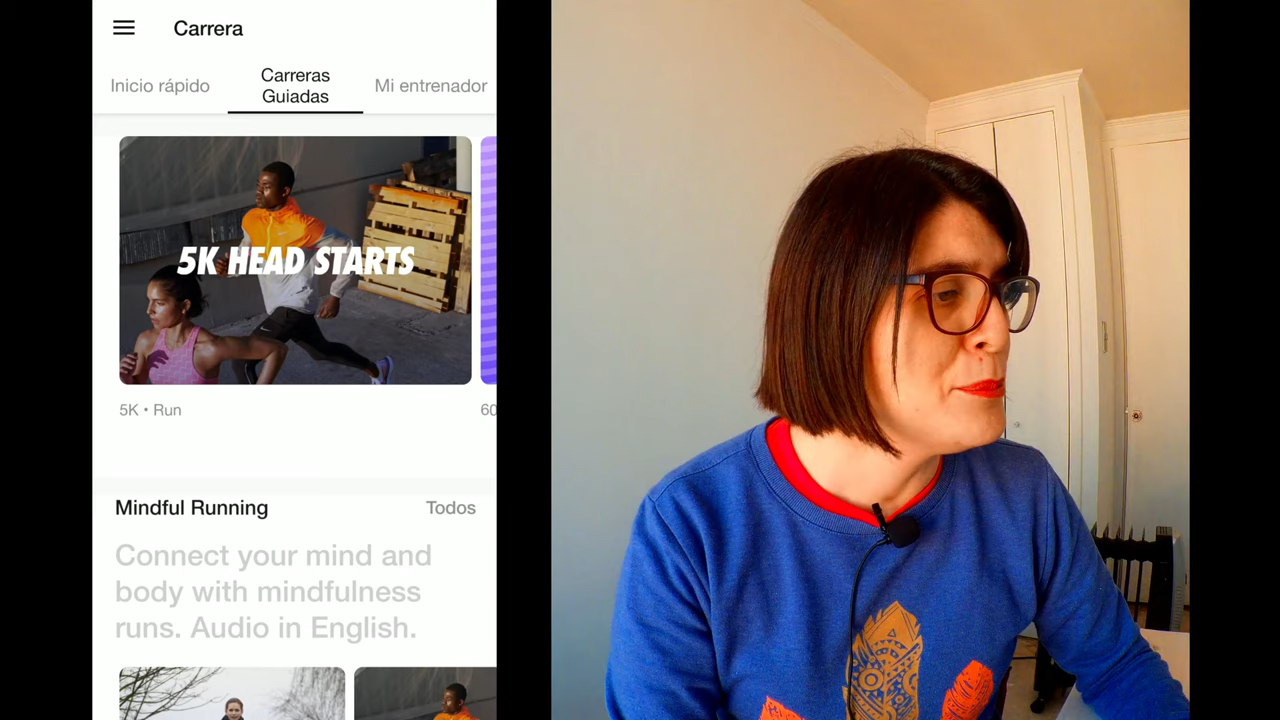 Carrera
Inicio rápido
Carreras
Guiadas
Mi entrenador
5K HEAD STARTS
5K • Run
60
Mindful Running
Todos
Connect your mind and
body with mindfulness
runs. Audio in English.